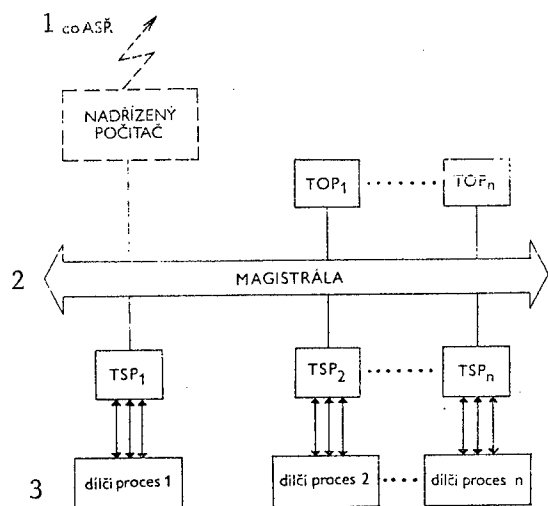 1 co ASŘ
NADŘÍZENÝ
POČITAČ
TOP1 ........ TOPn
2 MAGISTRÁLA
TSP1 TSP2 ........ TSPn
3 dílčí proces 1 dílčí proces 2 ..... dílčí proces n